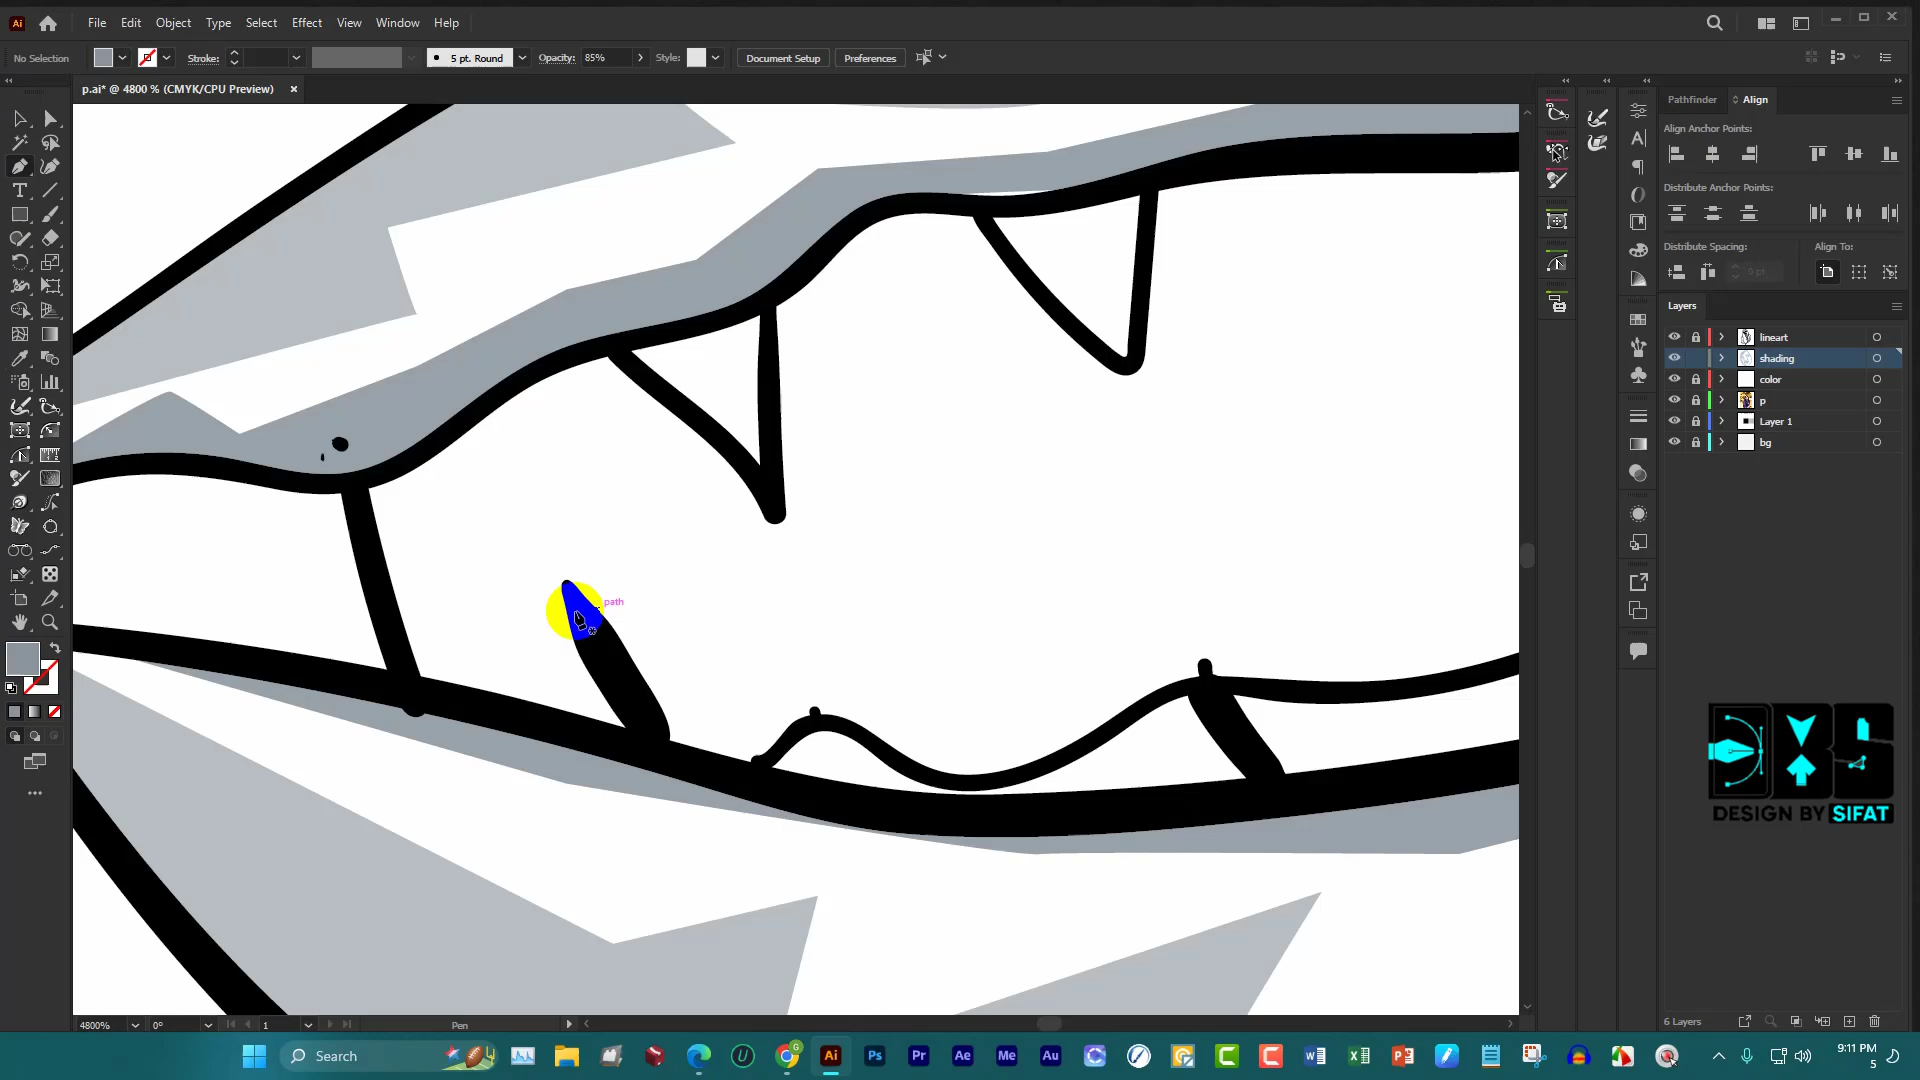 File Edit Object Type Select Effect View Window Help
No Selection Stroke: 5 pt. Round Opacity: 85% Style: Document Setup Preferences
p.ai* @ 4800 % (CMYK/CPU Preview)
path
Pathfinder Align
Align Anchor Points:
Distribute Anchor Points:
Distribute Spacing: Align To:
0 pt
Layers
lineart
shading
color
p
Layer 1
bg
DESIGN BY SIFAT
6 Layers
4800% 0° 1 Pen
Search
9:11 PM
5